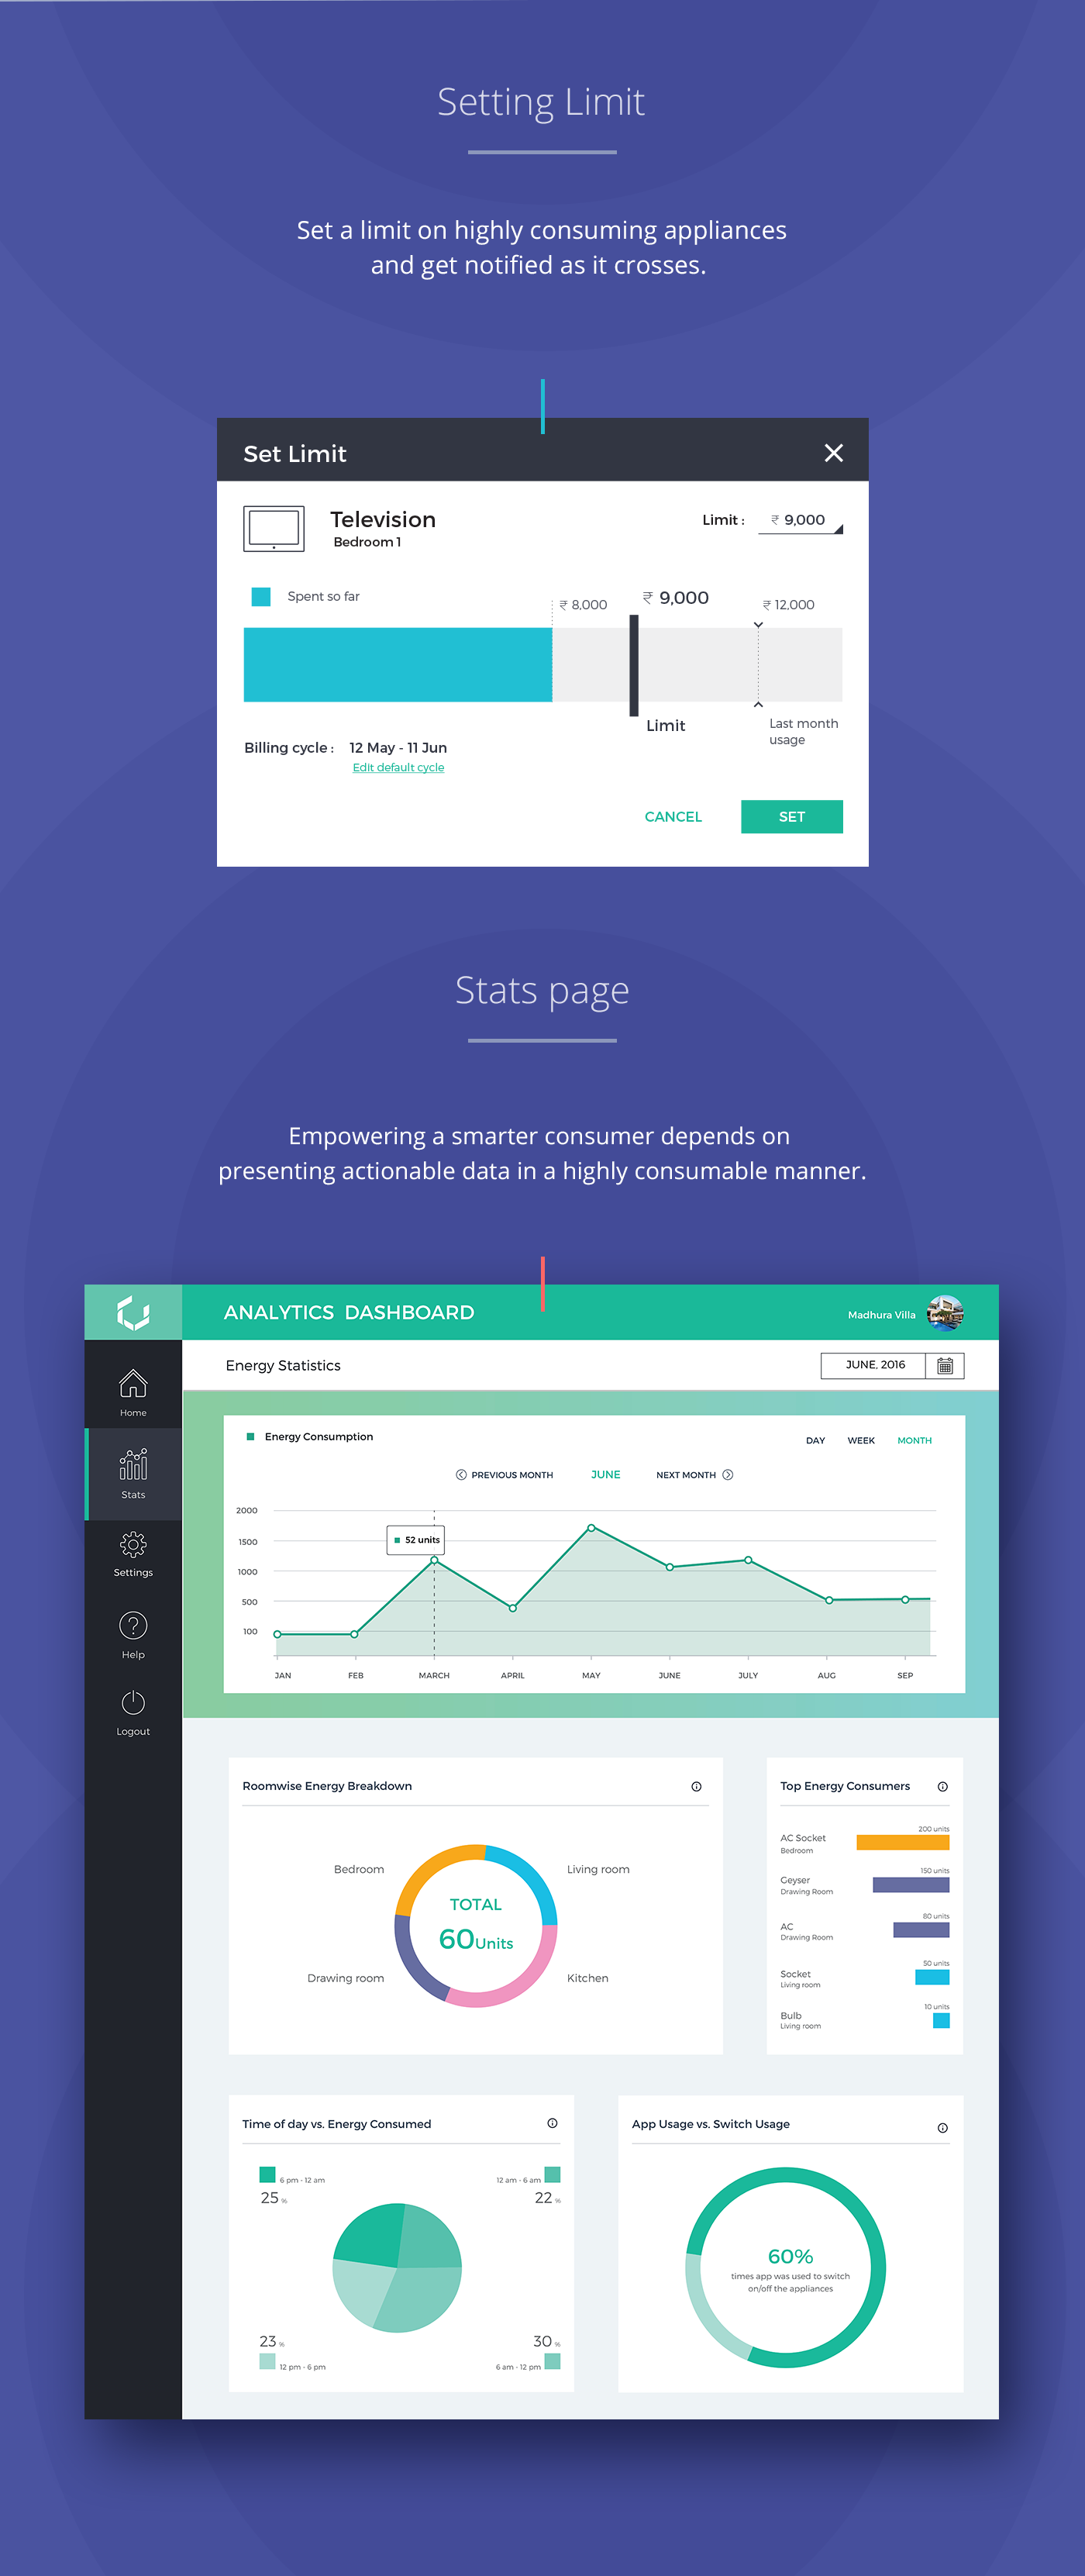 Setting Limit
Set a limit on highly consuming appliances
and get notified as it crosses.
Set Limit
Television
Bedroom 1
Limit :
₹ 9,000
Spent so far
₹ 8,000
₹ 9,000
₹ 12,000
Limit
Last month
usage
Billing cycle : 12 May - 11 Jun
Edit default cycle
CANCEL
SET
Stats page
Empowering a smarter consumer depends on
presenting actionable data in a highly consumable manner.
ANALYTICS DASHBOARD
Madhura Villa
Home
Stats
Settings
Help
Logout
Energy Statistics
JUNE, 2016
Energy Consumption
DAY WEEK MONTH
PREVIOUS MONTH JUNE NEXT MONTH
2000
1500
1000
500
100
52 units
JAN FEB MARCH APRIL MAY JUNE JULY AUG SEP
Roomwise Energy Breakdown
Bedroom
Living room
TOTAL
60 Units
Drawing room
Kitchen
Top Energy Consumers
200 units
AC Socket
Bedroom
150 units
Geyser
Drawing Room
80 units
AC
Drawing Room
50 units
Socket
Living room
10 units
Bulb
Living room
Time of day vs. Energy Consumed
6 pm - 12 am
25 %
12 am - 6 am
22 %
23 %
12 pm - 6 pm
30 %
6 am - 12 pm
App Usage vs. Switch Usage
60%
times app was used to switch
on/off the appliances